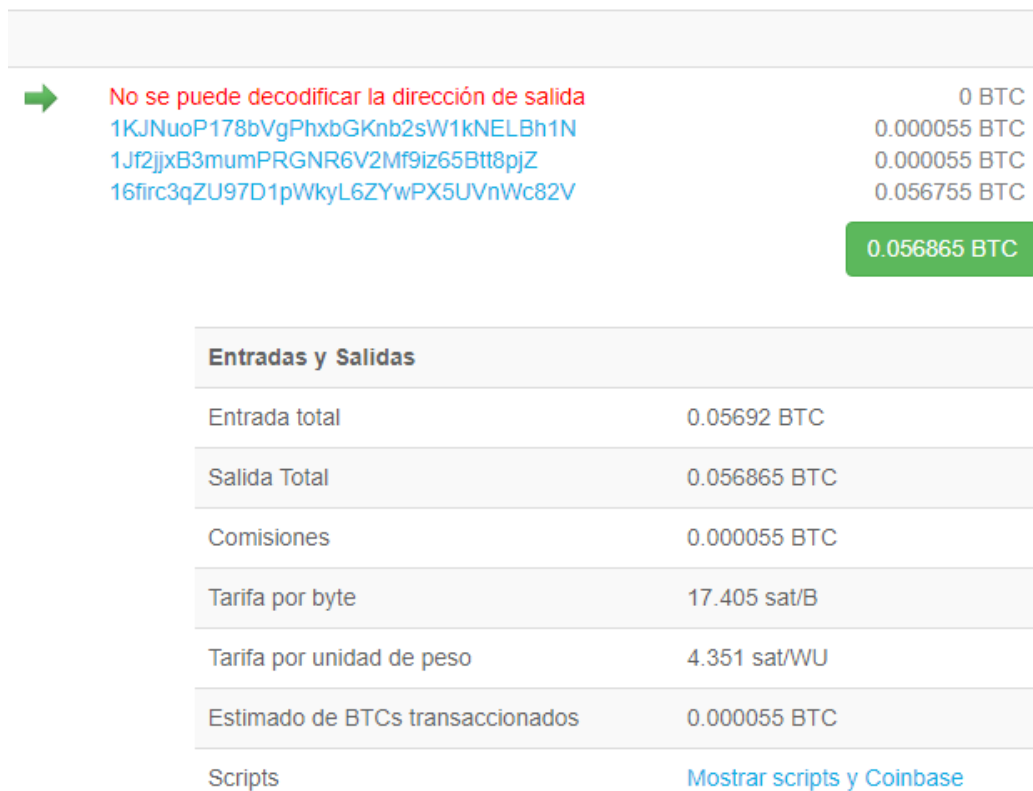 No se puede decodificar la dirección de salida 0 BTC
1KJNuoP178bVgPhxbGKnb2sW1kNELBh1N 0.000055 BTC
1Jf2jjxB3mumPRGNR6V2Mf9iz65Btt8pjZ 0.000055 BTC
16firc3qZU97D1pWkyL6ZYwPX5UVnWc82V 0.056755 BTC
0.056865 BTC
Entradas y Salidas
Entrada total 0.05692 BTC
Salida Total 0.056865 BTC
Comisiones 0.000055 BTC
Tarifa por byte 17.405 sat/B
Tarifa por unidad de peso 4.351 sat/WU
Estimado de BTCs transaccionados 0.000055 BTC
Scripts Mostrar scripts y Coinbase